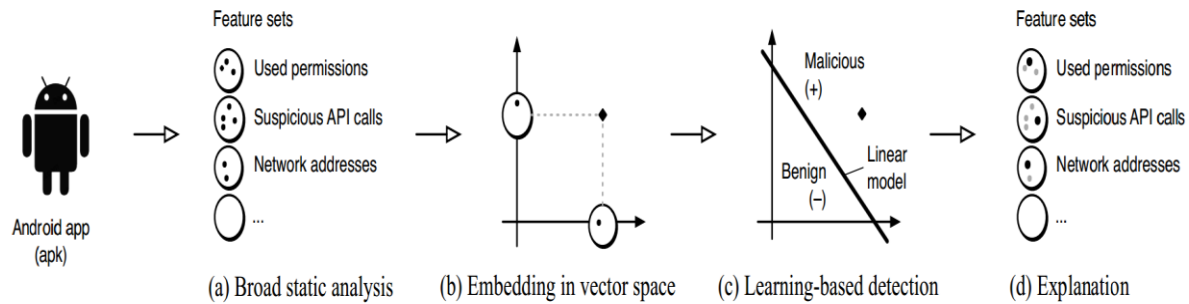 Feature sets
Used permissions
Suspicious API calls
Network addresses
...
Android app
(apk)
(a) Broad static analysis
(b) Embedding in vector space
Malicious
(+)
Benign
(–)
Linear
model
(c) Learning-based detection
Feature sets
Used permissions
Suspicious API calls
Network addresses
...
(d) Explanation